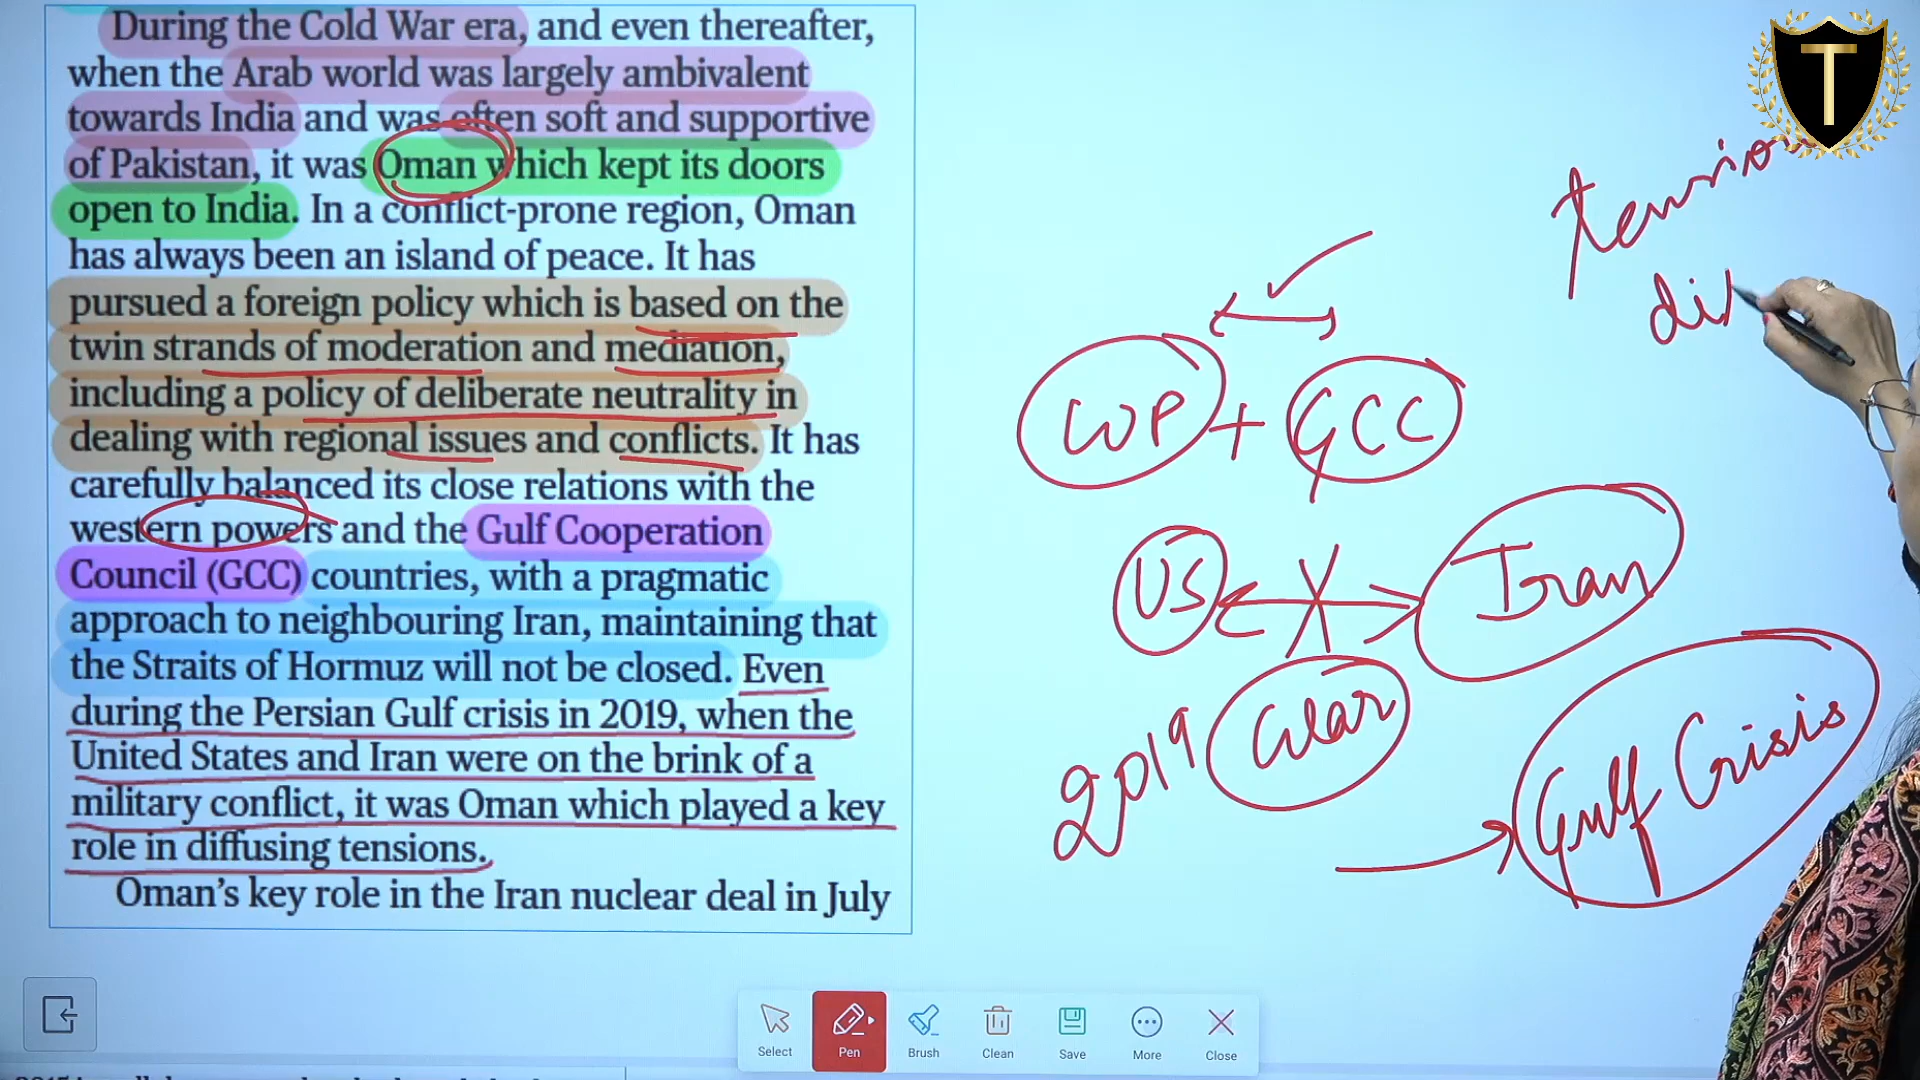 During the Cold War era, and even thereafter,
when the Arab world was largely ambivalent
towards India and was often soft and supportive
of Pakistan, it was Oman which kept its doors
open to India. In a conflict-prone region, Oman
has always been an island of peace. It has
pursued a foreign policy which is based on the
twin strands of moderation and mediation,
including a policy of deliberate neutrality in
dealing with regional issues and conflicts. It has
carefully balanced its close relations with the
western powers and the Gulf Cooperation
Council (GCC) countries, with a pragmatic
approach to neighbouring Iran, maintaining that
the Straits of Hormuz will not be closed. Even
during the Persian Gulf crisis in 2019, when the
United States and Iran were on the brink of a
military conflict, it was Oman which played a key
role in diffusing tensions.
Oman's key role in the Iran nuclear deal in July
T
tension
di
WP + GCC
US Iran
2019
Gulf Crisis
Select Pen Brush Clean Save More Close